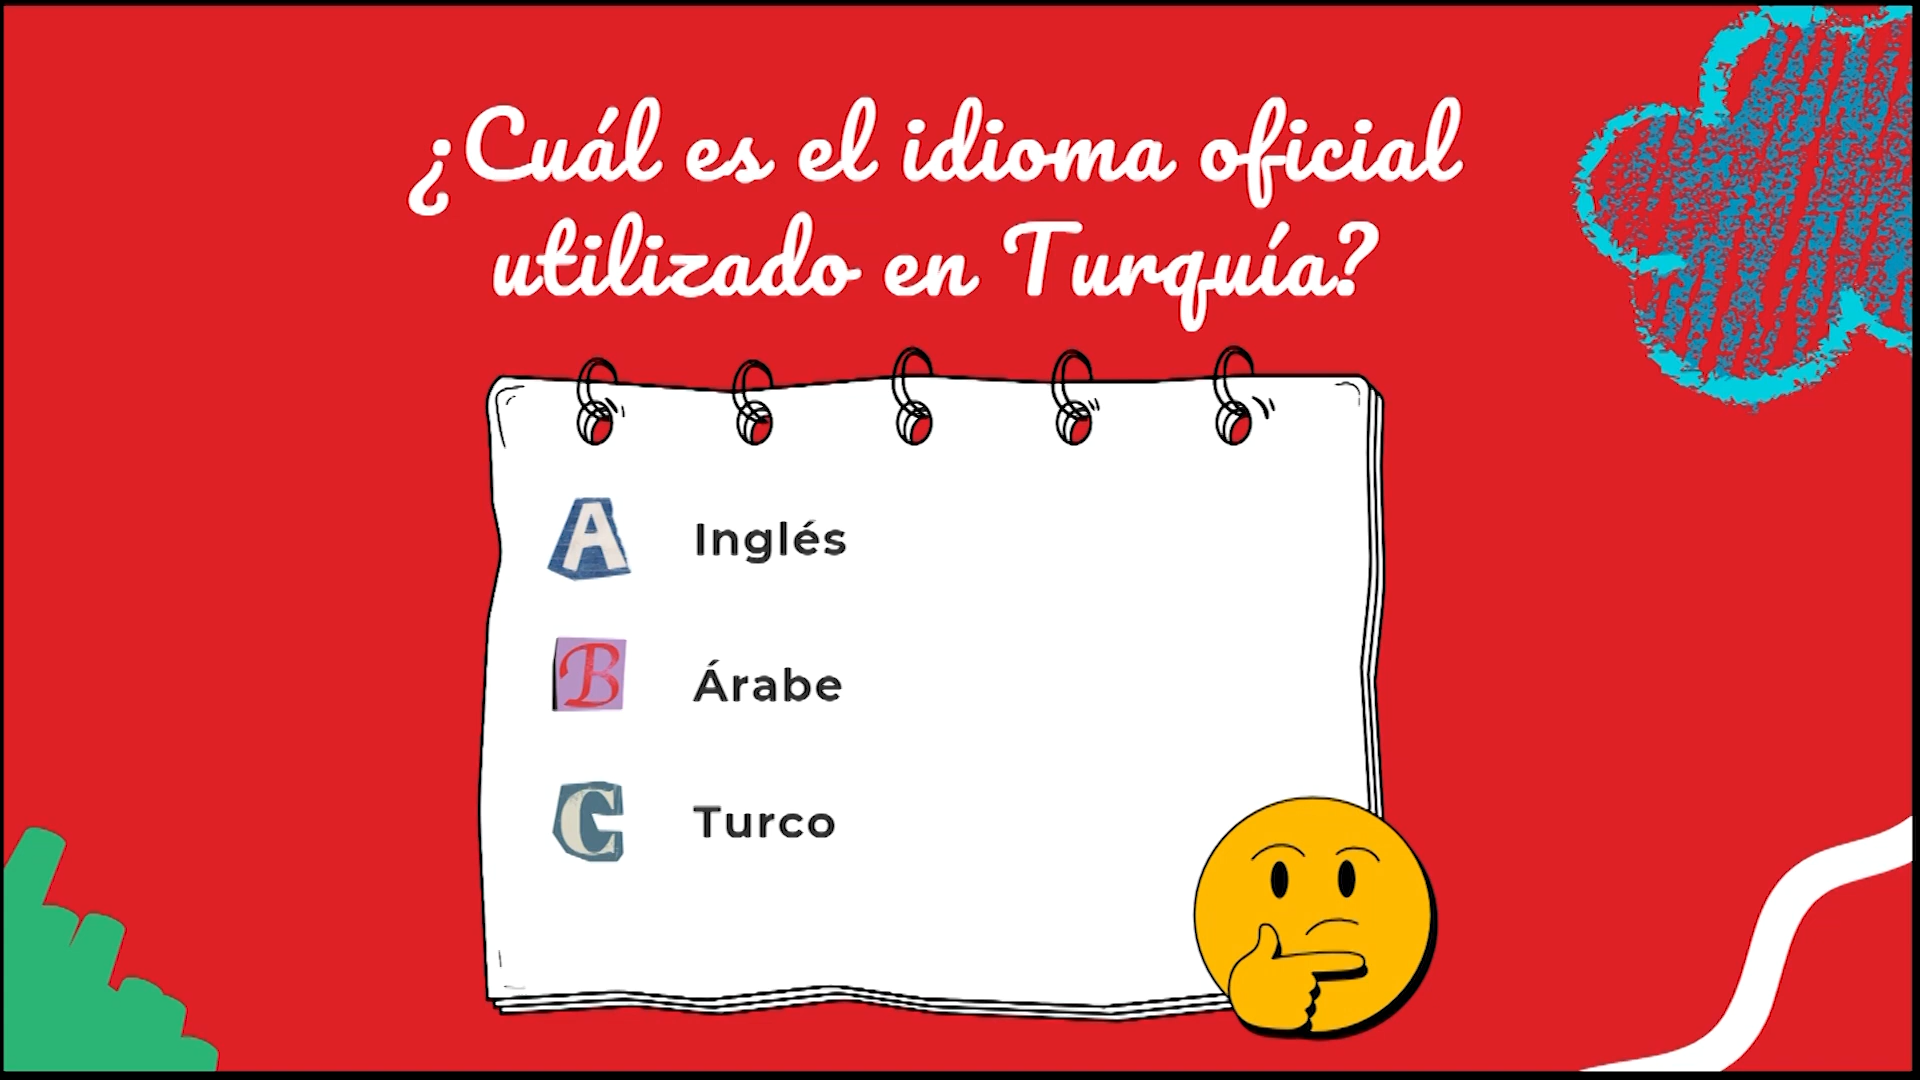 ¿Cuál es el idioma oficial
utilizado en Turquía?
A Inglés
B Árabe
C Turco